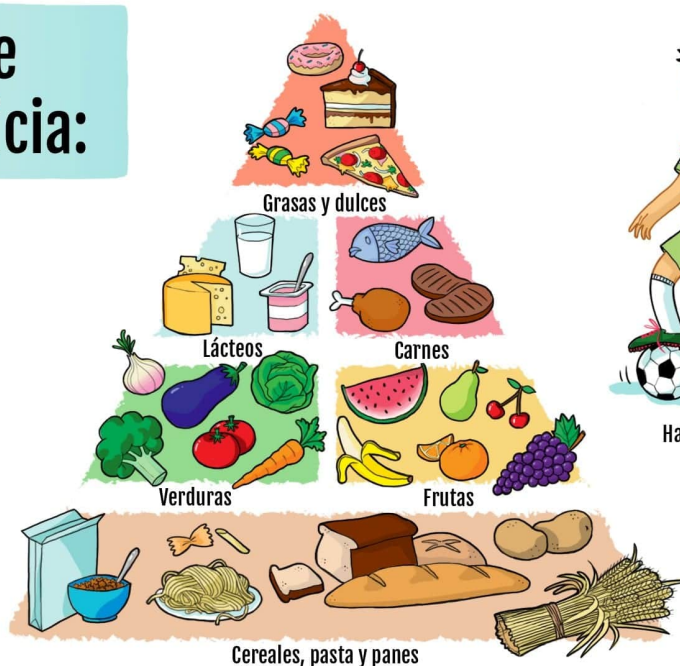 e
cia:
Grasas y dulces
Lácteos
Carnes
Verduras
Frutas
Ha
Cereales, pasta y panes